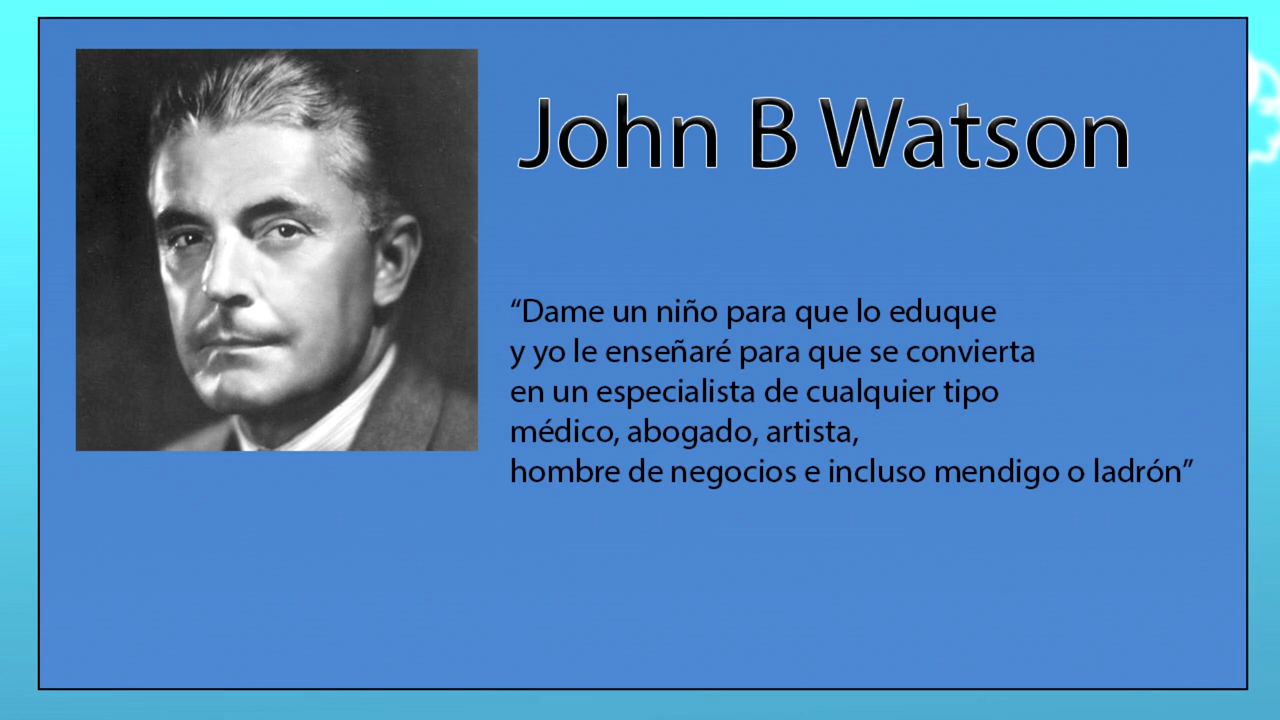 John B Watson
“Dame un niño para que lo eduque
y yo le enseñaré para que se convierta
en un especialista de cualquier tipo
médico, abogado, artista,
hombre de negocios e incluso mendigo o ladrón”